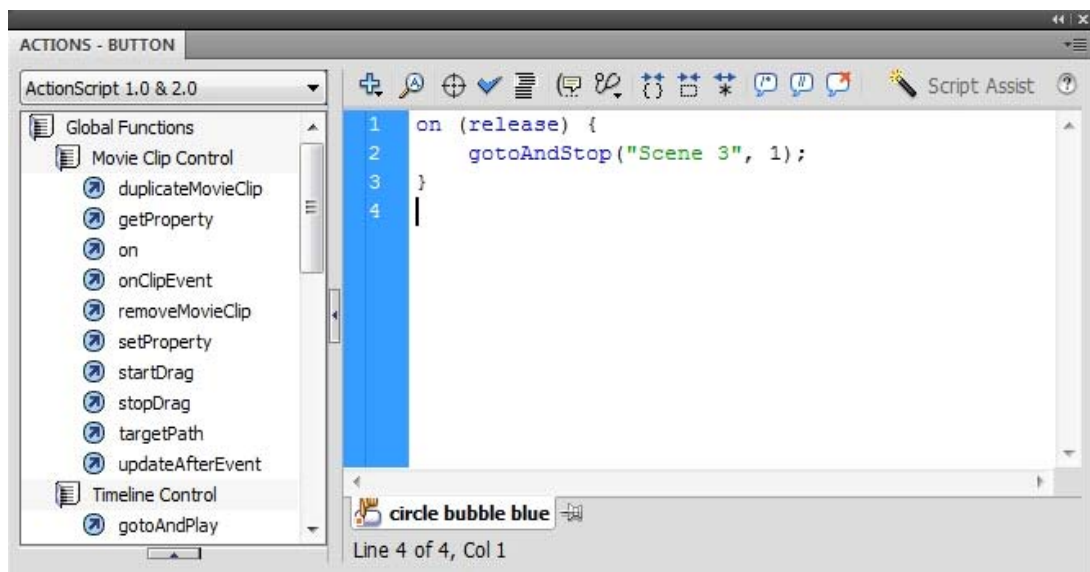 ACTIONS - BUTTON
ActionScript 1.0 & 2.0
Global Functions
Movie Clip Control
duplicateMovieClip
getProperty
on
onClipEvent
removeMovieClip
setProperty
startDrag
stopDrag
targetPath
updateAfterEvent
Timeline Control
gotoAndPlay
Script Assist
1 on (release) {
2 gotoAndStop("Scene 3", 1);
3 }
4
circle bubble blue
Line 4 of 4, Col 1